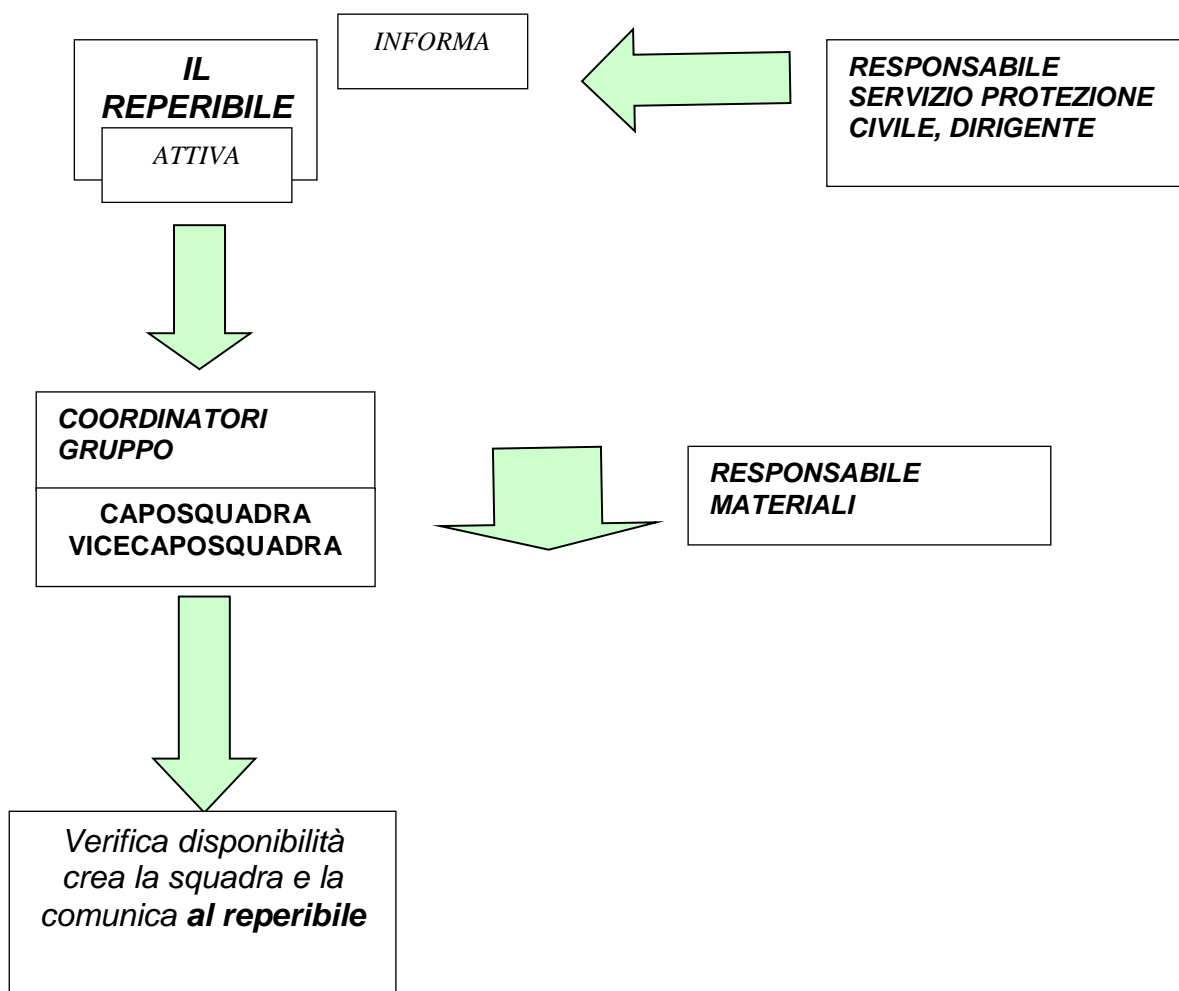 INFORMA
IL
REPERIBILE
ATTIVA
RESPONSABILE
SERVIZIO PROTEZIONE
CIVILE, DIRIGENTE
COORDINATORI
GRUPPO
CAPOSQUADRA
VICECAPOSQUADRA
RESPONSABILE
MATERIALI
Verifica disponibilità
crea la squadra e la
comunica al reperibile